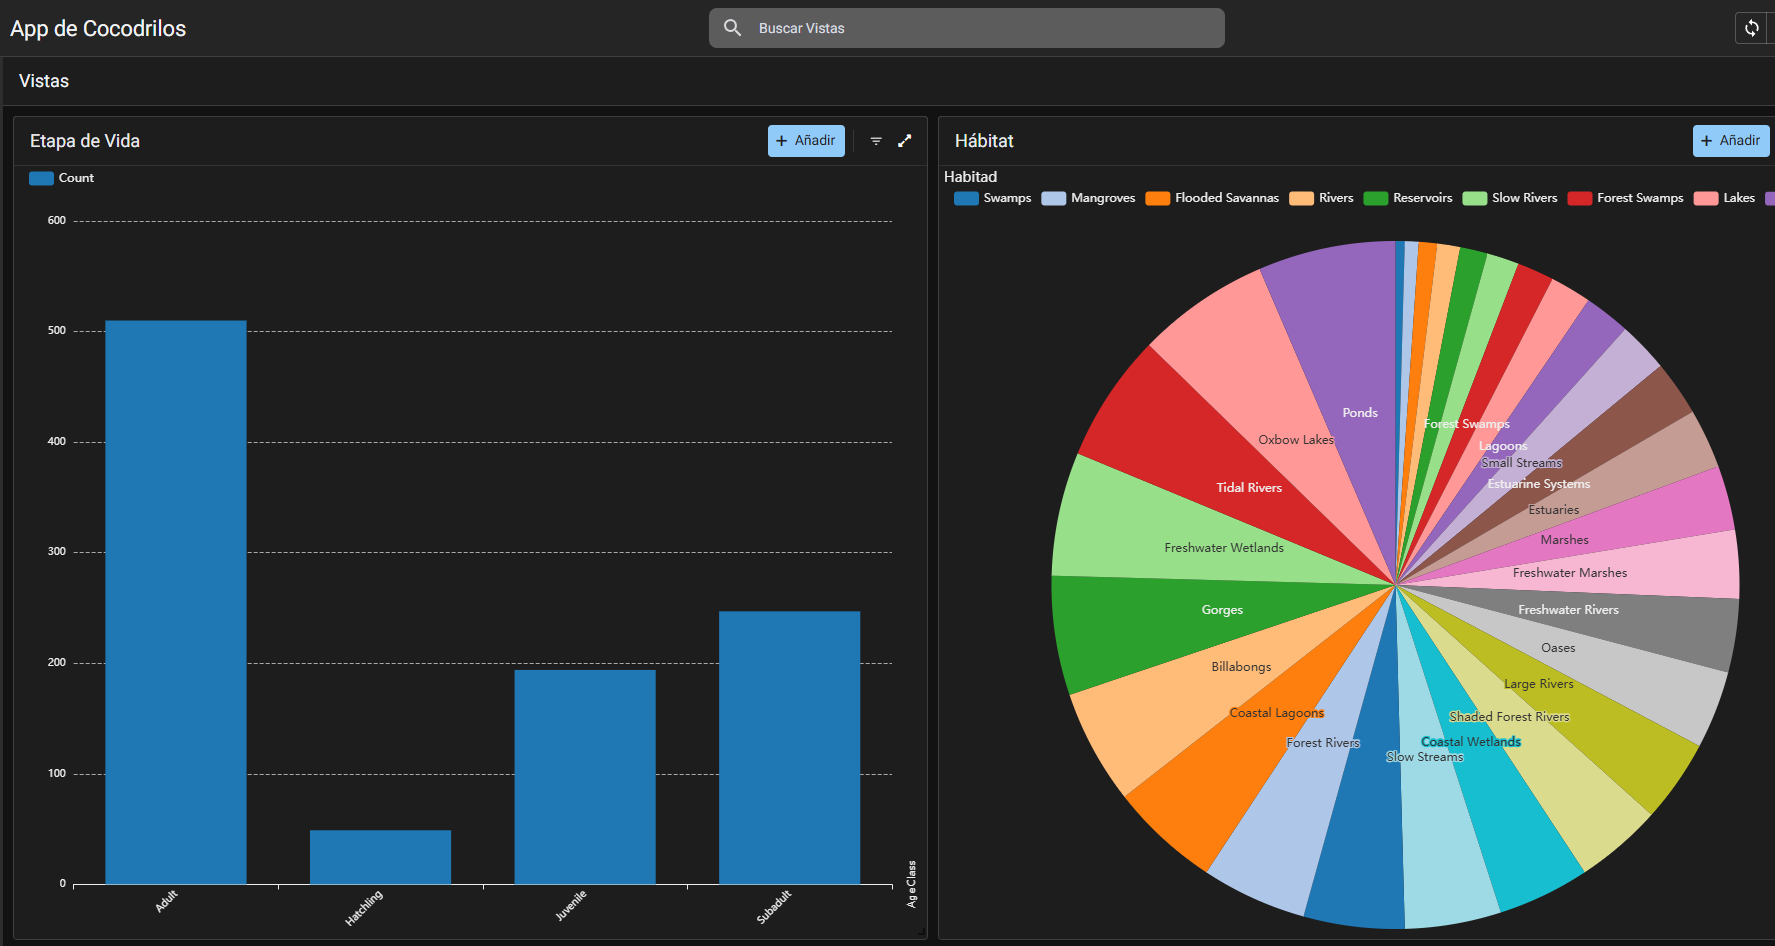 App de Cocodrilos
Buscar Vistas
Vistas
Etapa de Vida
+ Añadir
Count
600
500
400
300
200
100
0
Adult
Hatchling
Juvenile
Subadult
Age Class
Hábitat
+ Añadir
Habitad
Swamps Mangroves Flooded Savannas Rivers Reservoirs Slow Rivers Forest Swamps Lakes
Ponds
Forest Swamps
Oxbow Lakes
Lagoons
Small Streams
Tidal Rivers
Estuarine Systems
Estuaries
Marshes
Freshwater Wetlands
Freshwater Marshes
Gorges
Freshwater Rivers
Oases
Billabongs
Large Rivers
Coastal Lagoons
Shaded Forest Rivers
Forest Rivers
Coastal Wetlands
Slow Streams